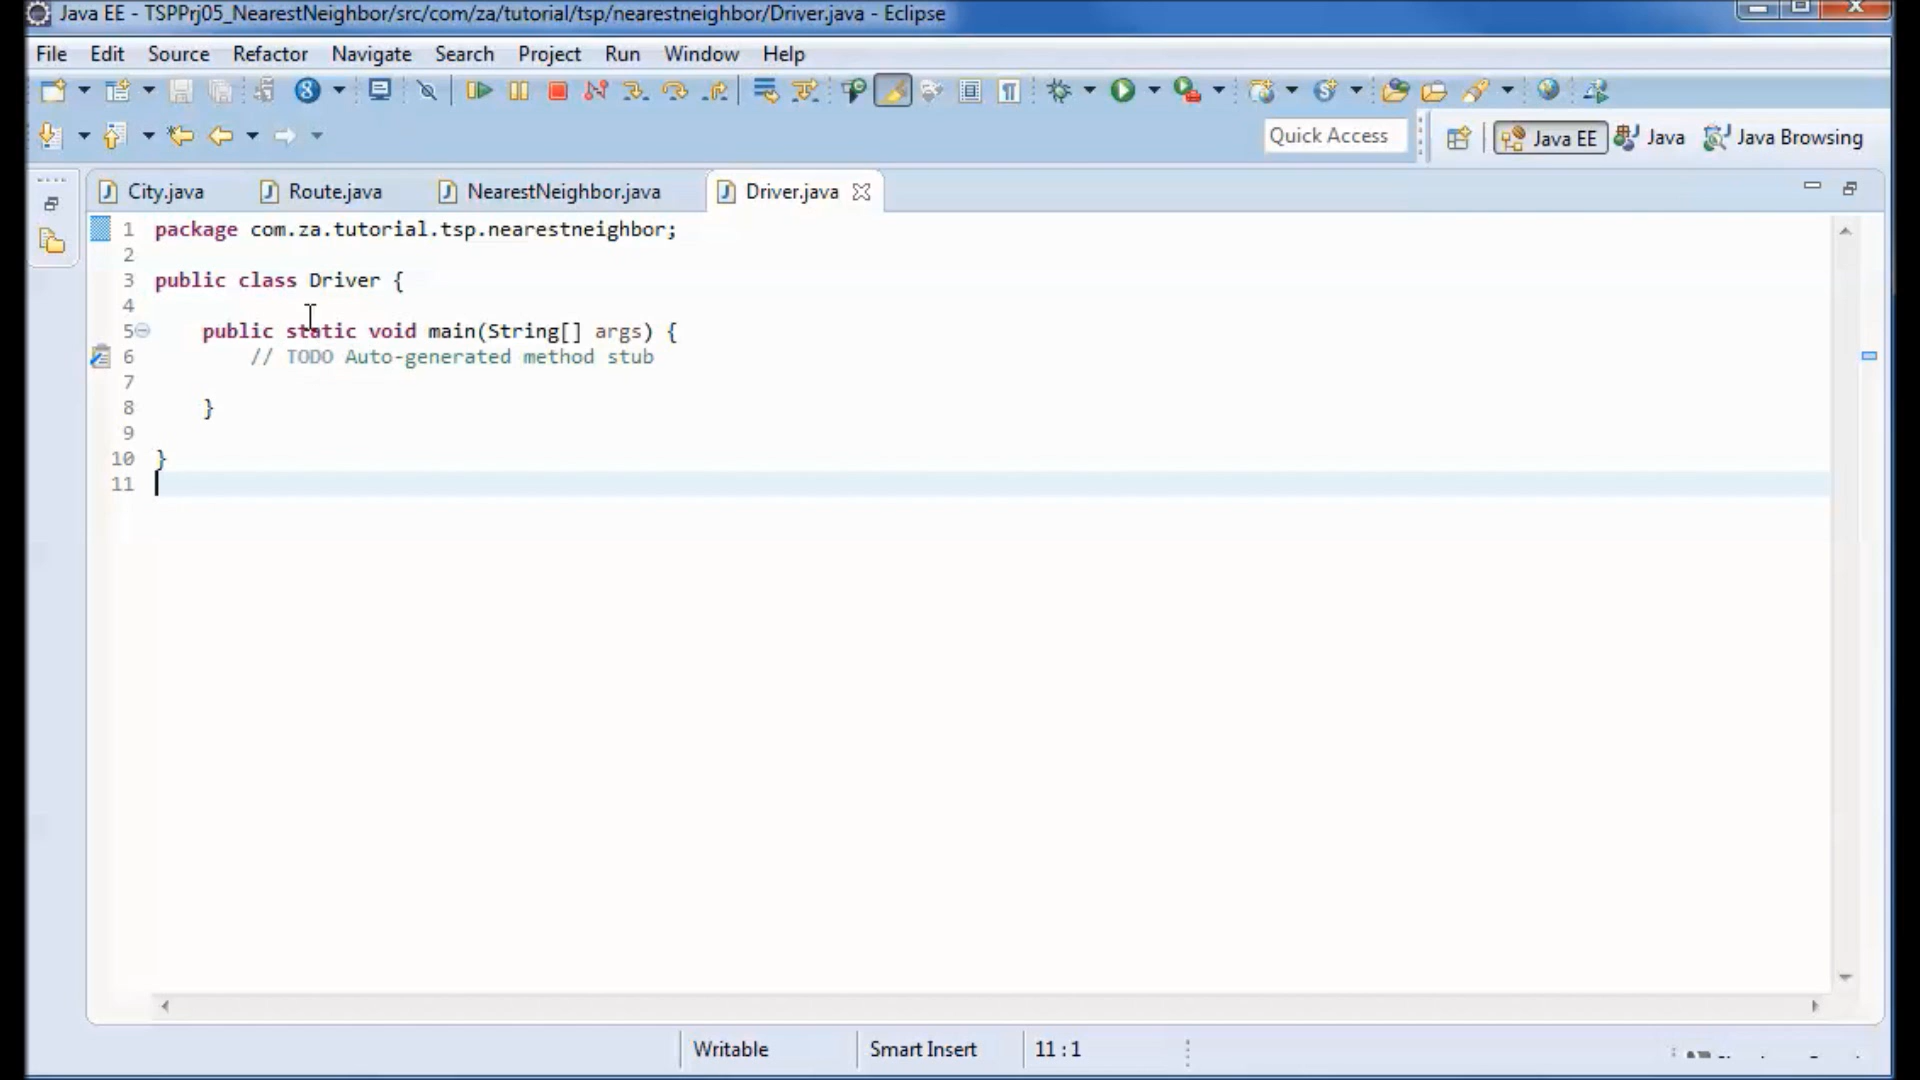 Java EE - TSPPrj05_NearestNeighbor/src/com/za/tutorial/tsp/nearestneighbor/Driver.java - Eclipse
File Edit Source Refactor Navigate Search Project Run Window Help
Quick Access Java EE Java Java Browsing
City.java Route.java NearestNeighbor.java Driver.java
1 package com.za.tutorial.tsp.nearestneighbor;
2
3 public class Driver {
4
5 public static void main(String[] args) {
6 // TODO Auto-generated method stub
7
8 }
9
10 }
11
Writable Smart Insert 11 : 1